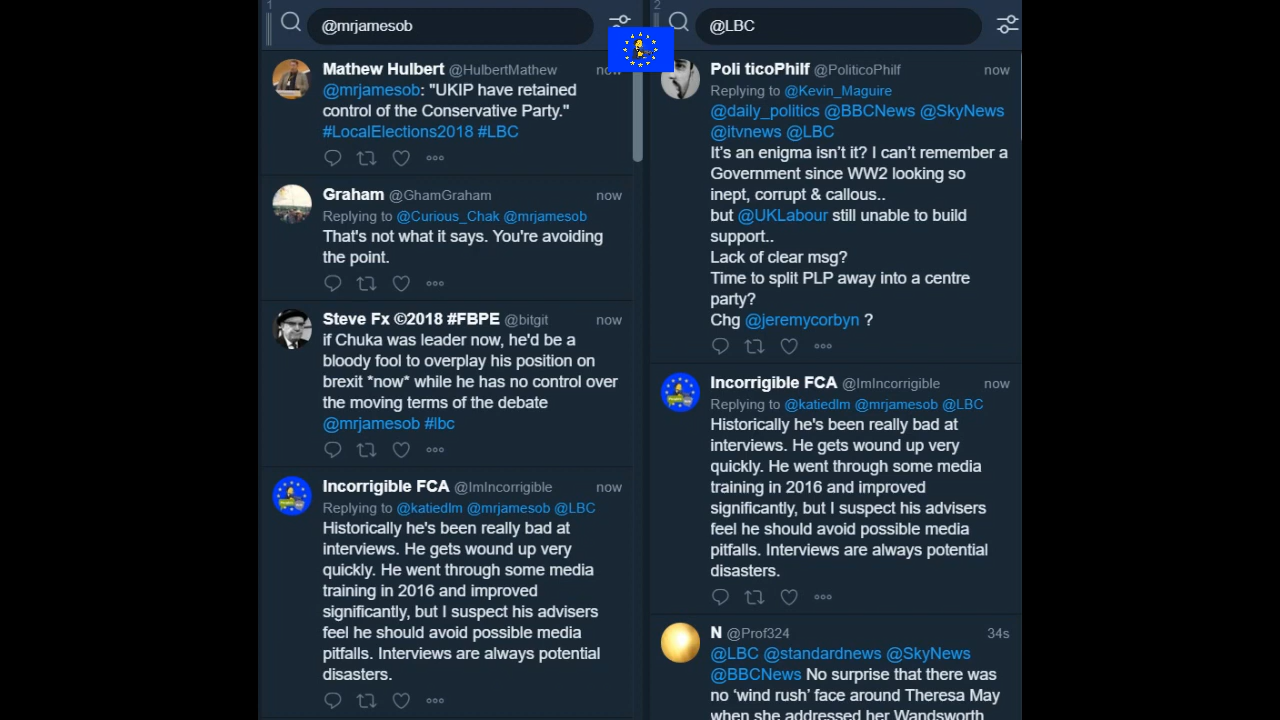 1
@mrjamesob
Mathew Hulbert @HulbertMathew now
@mrjamesob: "UKIP have retained
control of the Conservative Party."
#LocalElections2018 #LBC
Graham @GhamGraham now
Replying to @Curious_Chak @mrjamesob
That's not what it says. You're avoiding
the point.
Steve Fx ©2018 #FBPE @bitgit now
if Chuka was leader now, he'd be a
bloody fool to overplay his position on
brexit *now* while he has no control over
the moving terms of the debate
@mrjamesob #lbc
Incorrigible FCA @ImIncorrigible now
Replying to @katiedlm @mrjamesob @LBC
Historically he's been really bad at
interviews. He gets wound up very
quickly. He went through some media
training in 2016 and improved
significantly, but I suspect his advisers
feel he should avoid possible media
pitfalls. Interviews are always potential
disasters.
2
@LBC
Poli ticoPhilf @PoliticoPhilf now
Replying to @Kevin_Maguire
@daily_politics @BBCNews @SkyNews
@itvnews @LBC
It's an enigma isn't it? I can't remember a
Government since WW2 looking so
inept, corrupt & callous..
but @UKLabour still unable to build
support..
Lack of clear msg?
Time to split PLP away into a centre
party?
Chg @jeremycorbyn ?
Incorrigible FCA @ImIncorrigible now
Replying to @katiedlm @mrjamesob @LBC
Historically he's been really bad at
interviews. He gets wound up very
quickly. He went through some media
training in 2016 and improved
significantly, but I suspect his advisers
feel he should avoid possible media
pitfalls. Interviews are always potential
disasters.
N @Prof324 34s
@LBC @standardnews @SkyNews
@BBCNews No surprise that there was
no 'wind rush' face around Theresa May
when she addressed her Wandsworth